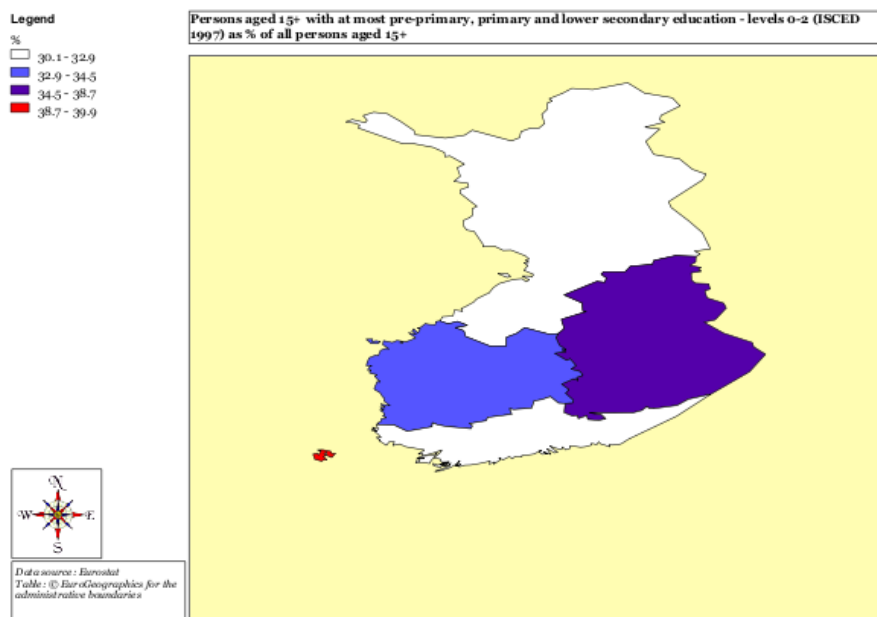 Legend
%
30.1 - 32.9
32.9 - 34.5
34.5 - 38.7
38.7 - 39.9
Persons aged 15+ with at most pre-primary, primary and lower secondary education - levels 0-2 (ISCED
1997) as % of all persons aged 15+
N
W E
S
Data source : Eurostat
Table : © EuroGeographics for the
administrative boundaries